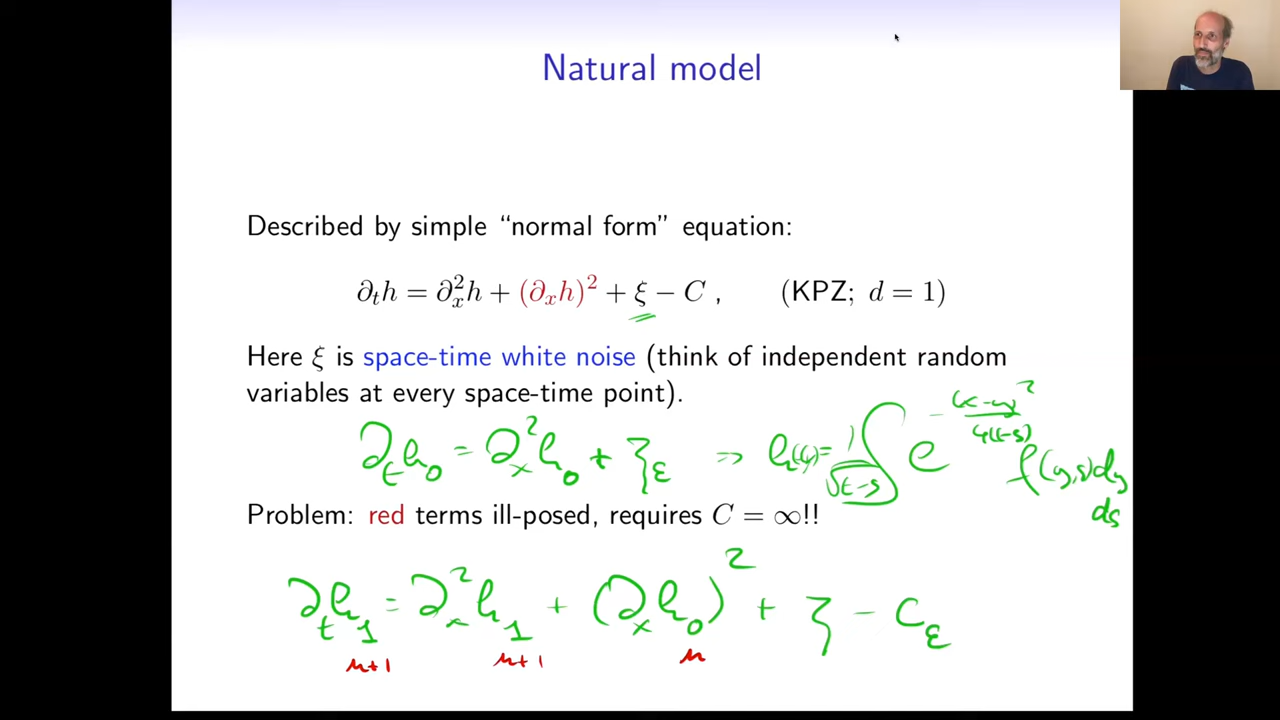 Natural model
Described by simple “normal form” equation:
∂ₜh = ∂ₓ²h + (∂ₓh)² + ξ − C , (KPZ; d = 1)
Here ξ is space-time white noise (think of independent random
variables at every space-time point).
∂ₜh₀ = ∂ₓ²h₀ + ξ_ε ⇒ 1/√(t−s) ∫ e^{−(x−y)²/4(t−s)} f(y,s) dy ds
Problem: red terms ill-posed, requires C = ∞!!
∂ₜh₁ = ∂ₓ²h₁ + (∂ₓh₀)² + ξ − C_ε
n+1 n+1 n